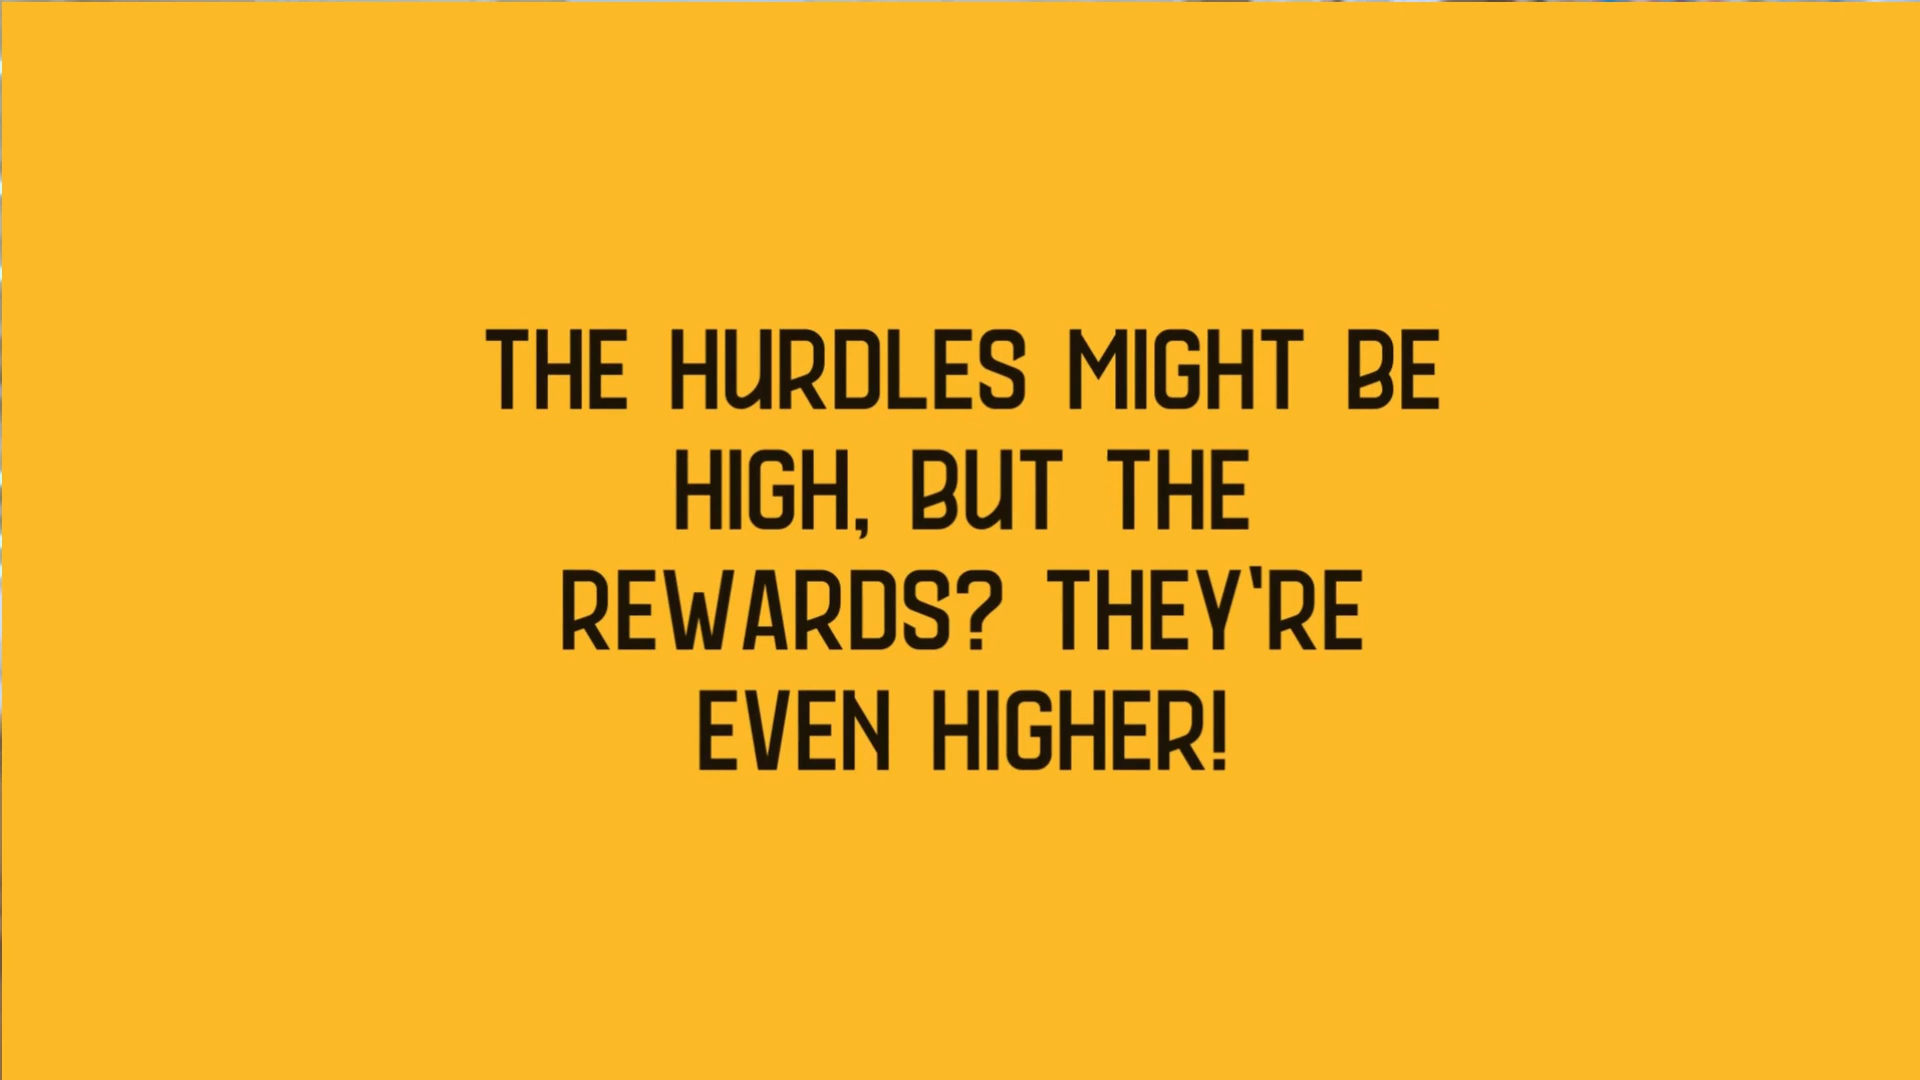 THE HURDLES MIGHT BE
HIGH, BUT THE
REWARDS? THEY'RE
EVEN HIGHER!